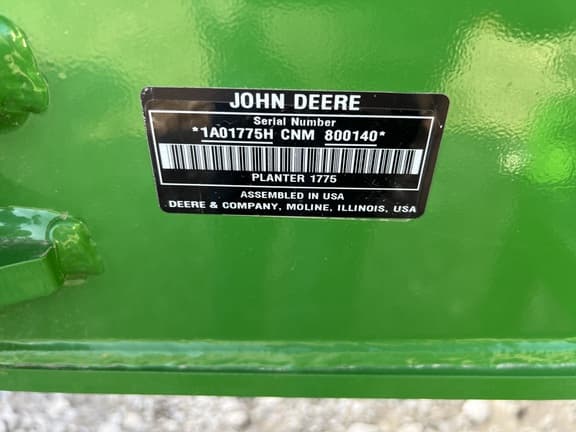 JOHN DEERE
Serial Number
*1A01775H CNM 800140*
PLANTER 1775
ASSEMBLED IN USA
DEERE & COMPANY, MOLINE, ILLINOIS, USA